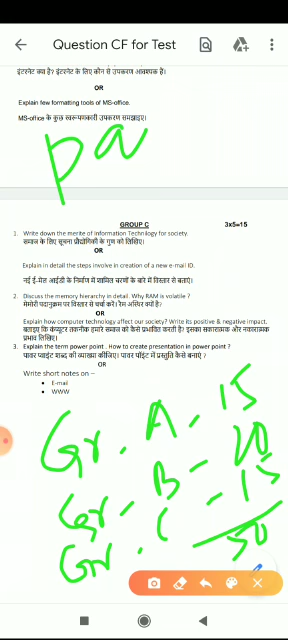 Question CF for Test
इंटरनेट क्या है? इंटरनेट के लिए कौन से उपकरण आवश्यक हैं।
OR
Explain few formatting tools of MS-office.
MS-office के कुछ स्वरूपणकारी उपकरण समझाइए।
pa
GROUP C 3x5=15
1. Write down the merite of Information Technlogy for society
समाज के लिए सूचना प्रौद्योगिकी के गुण को लिखिए।
OR
Explain in detail the steps involve in creation of a new e-mail ID.
नई ई-मेल आईडी के निर्माण में शामिल चरणों के बारे में विस्तार से बताएं।
2. Discuss the memory hierarchy in detail. Why RAM is volatile ?
मेमोरी पदानुक्रम पर विस्तार से चर्चा करें। रैम अस्थिर क्यों है?
OR
Explain how computer technology affect our society? Write its positive & negative impact.
बताइए कि कंप्यूटर तकनीक हमारे समाज को कैसे प्रभावित करती है? इसका सकारात्मक और नकारात्मक
प्रभाव लिखिए।
3. Explain the term power point . How to create presentation in power point ?
पावर पाइंट शब्द की व्याख्या कीजिए। पावर पॉइंट में प्रस्तुति कैसे बनाएं ?
OR
Write short notes on –
• E-mail
• WWW
Gr. A - 15
Gr - B - 20
Gr. C - 15
50